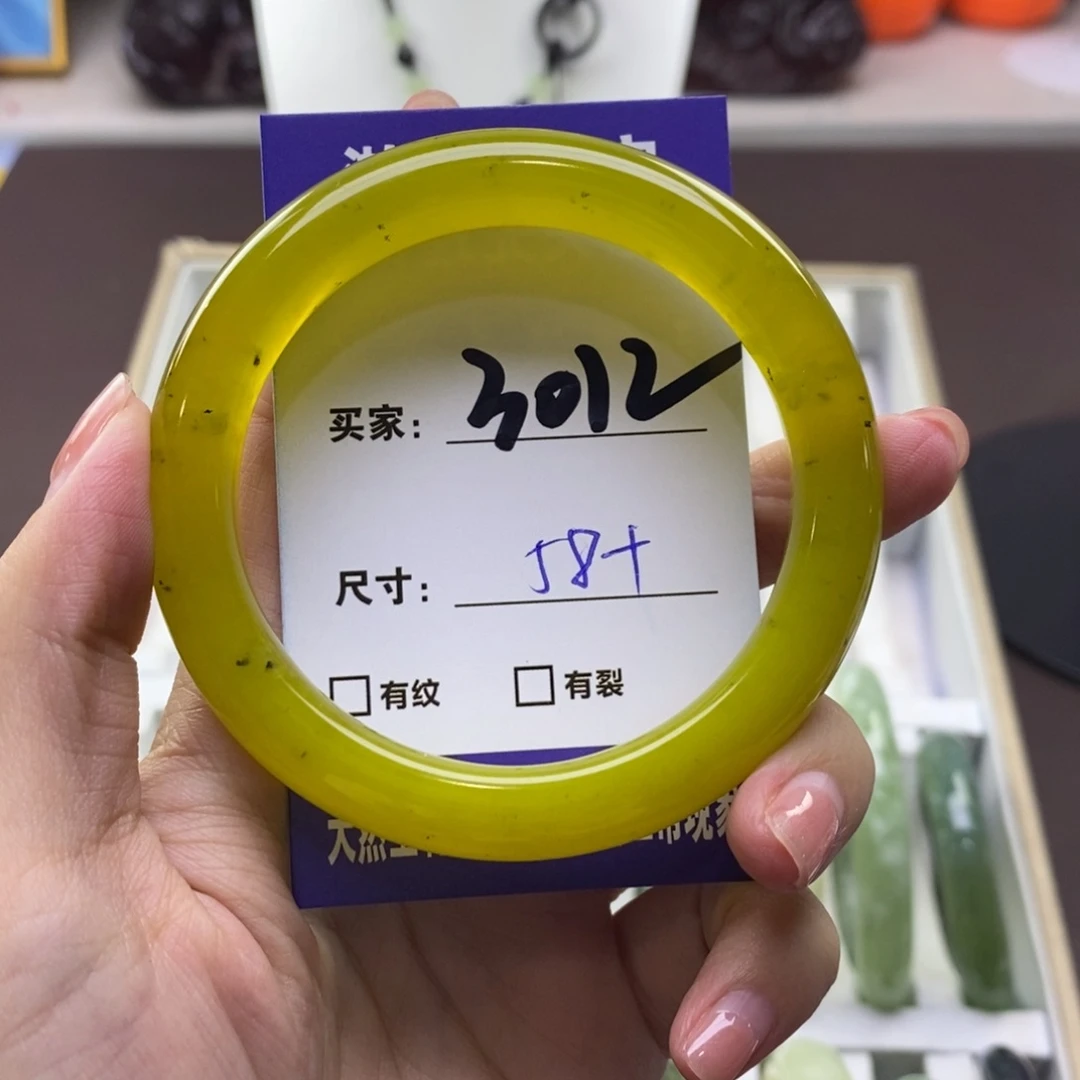 买家: 3012
尺寸: 58+
□有纹 □有裂